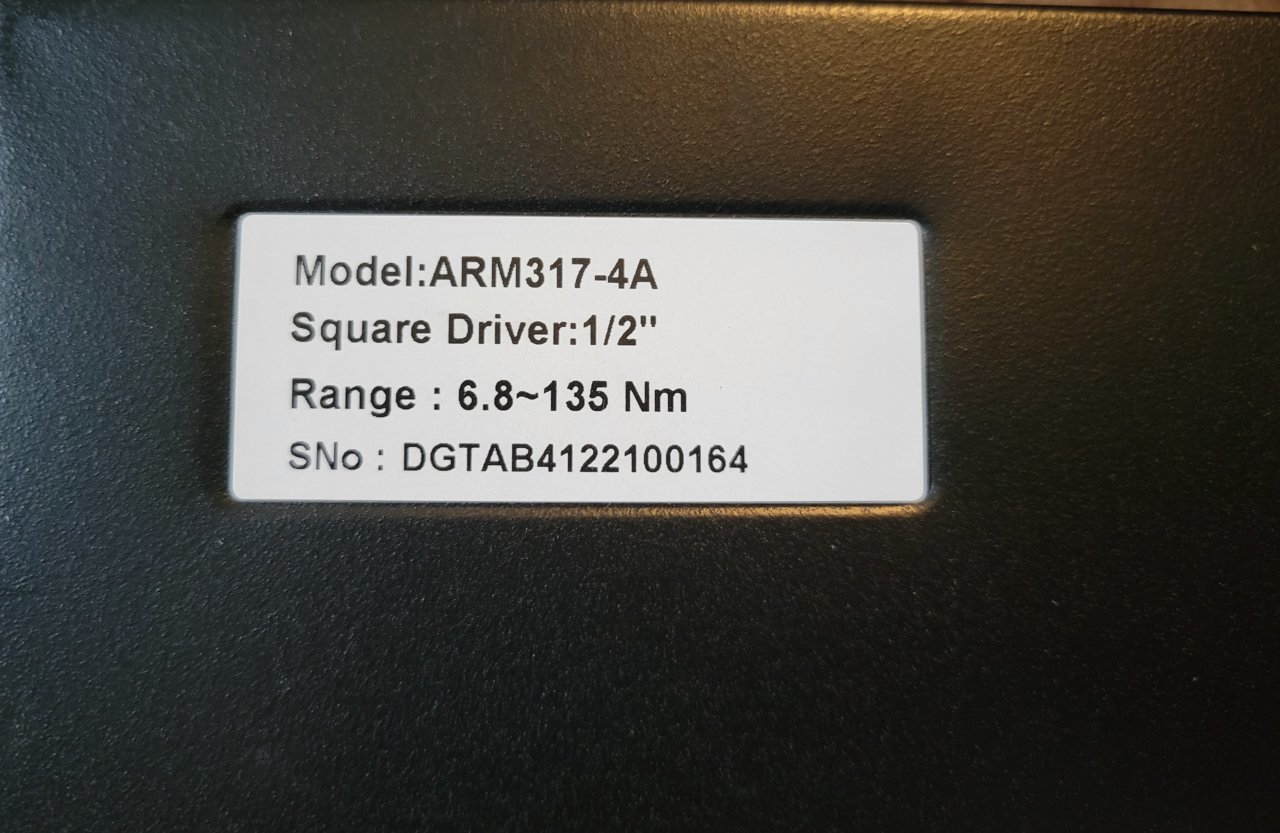 Model:ARM317-4A
Square Driver:1/2"
Range : 6.8~135 Nm
SNo : DGTAB4122100164